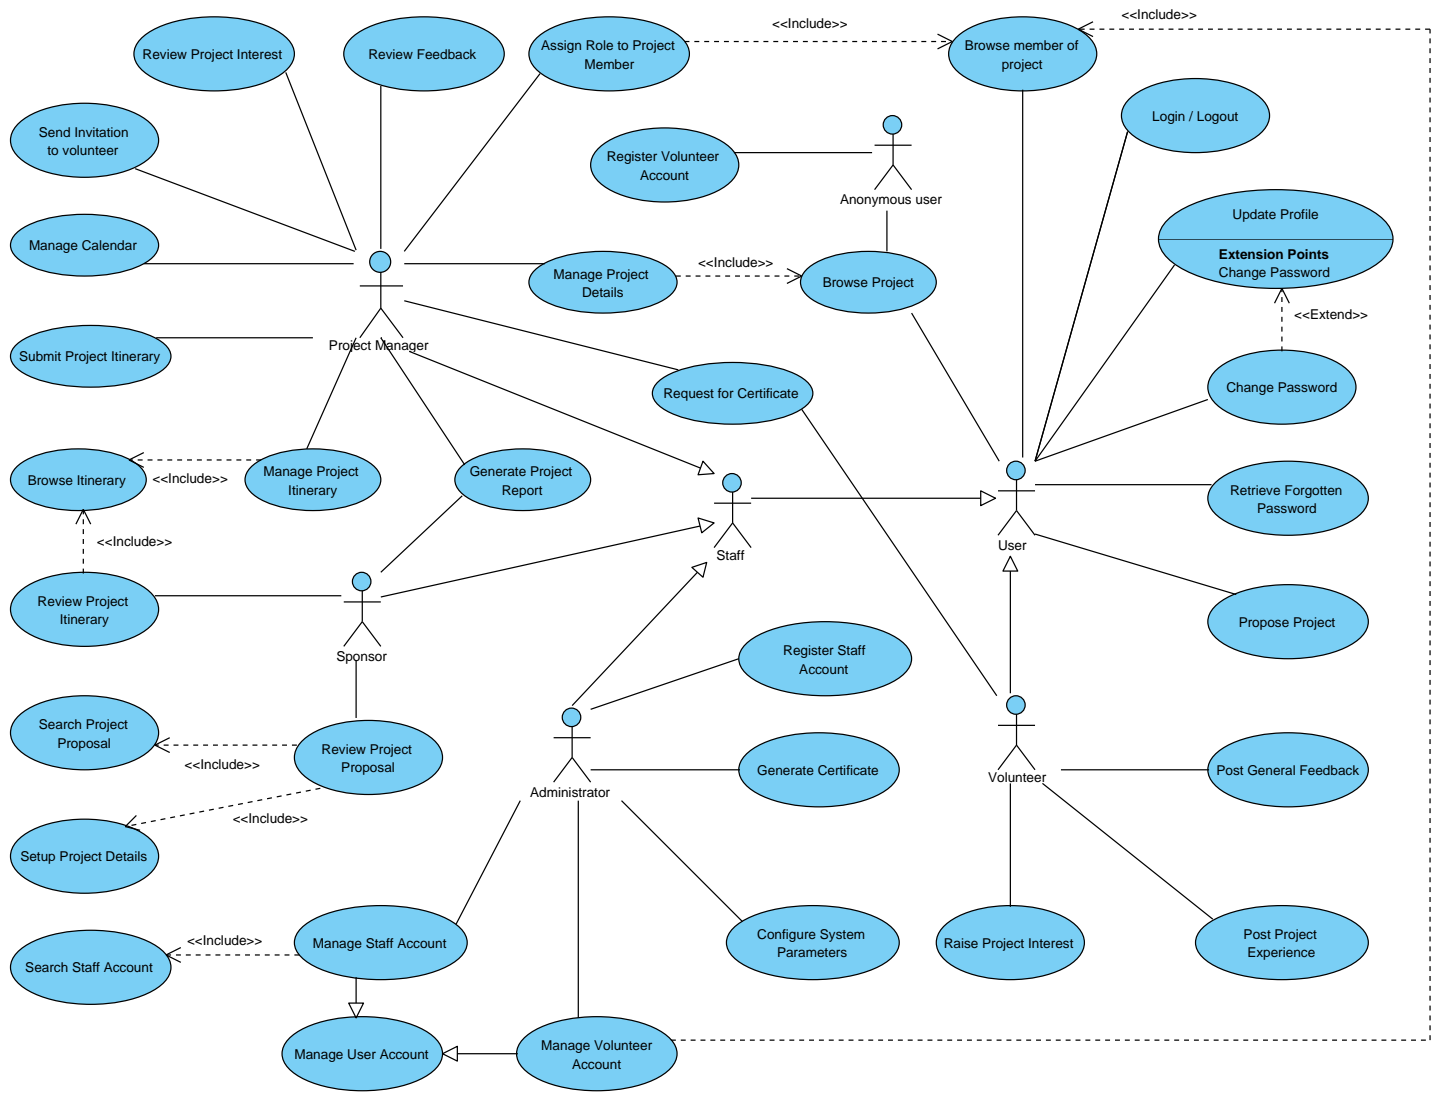 <<Include>>
<<Include>>
Review Project Interest
Review Feedback
Assign Role to Project
Member
Browse member of
project
Login / Logout
Send Invitation
to volunteer
Register Volunteer
Account
Anonymous user
Update Profile
Extension Points
Change Password
Manage Calendar
Manage Project
Details
<<Include>>
Browse Project
<<Extend>>
Project Manager
Submit Project Itinerary
Request for Certificate
Change Password
Browse Itinerary
<<Include>>
Manage Project
Itinerary
Generate Project
Report
Retrieve Forgotten
Password
<<Include>>
Staff
User
Review Project
Itinerary
Sponsor
Propose Project
Register Staff
Account
Search Project
Proposal
<<Include>>
Review Project
Proposal
Administrator
Generate Certificate
Volunteer
Post General Feedback
<<Include>>
Setup Project Details
<<Include>>
Search Staff Account
Manage Staff Account
Configure System
Parameters
Raise Project Interest
Post Project
Experience
Manage User Account
Manage Volunteer
Account